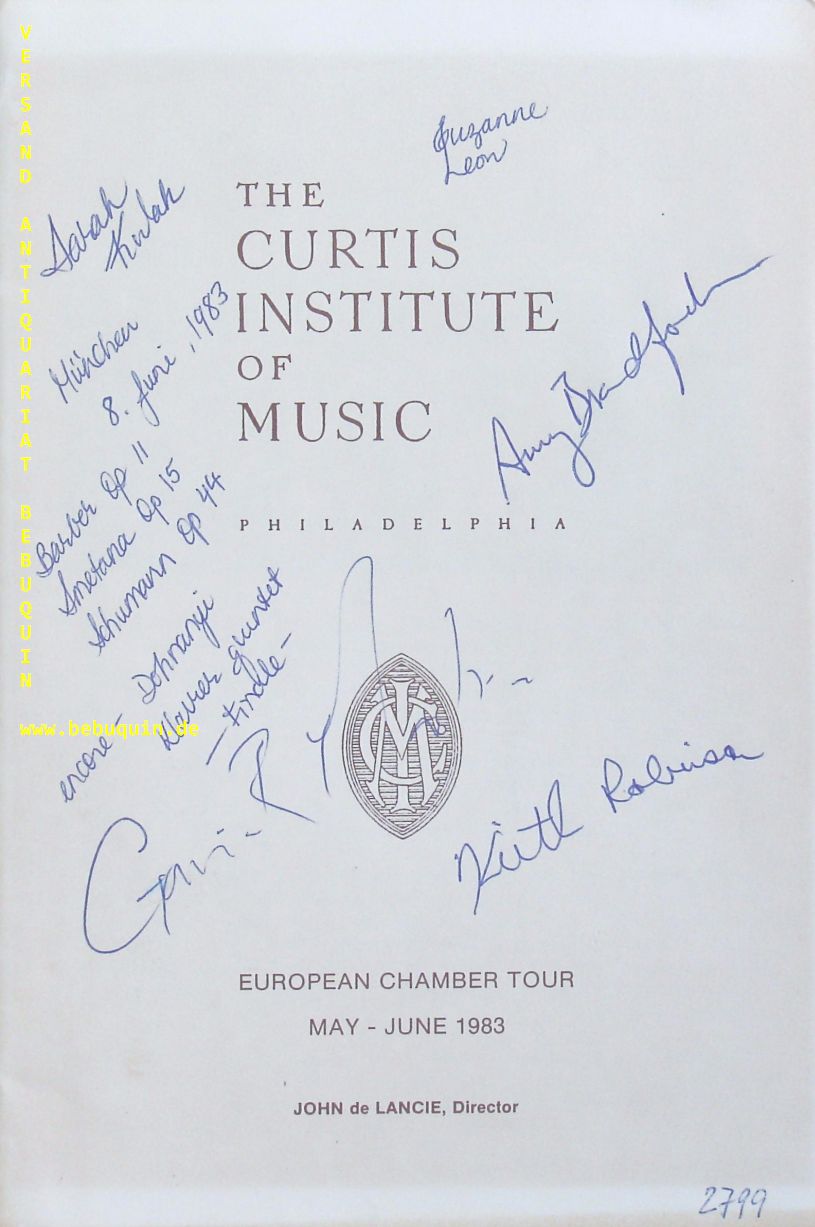 Suzanne
Leon
THE
CURTIS
INSTITUTE
OF
MUSIC
PHILADELPHIA
Sarah
München
8. Juni, 1983
Barber Op 11
Smetana Op 15
Schumann Op 44
encore - Dohnanyi
Klavier quintet
- Finale -
Amy Bradford
Keith Robinson
EUROPEAN CHAMBER TOUR
MAY - JUNE 1983
JOHN de LANCIE, Director
2799
VERSAND ANTIQUARIAT BEBUQUIN
www.bebuquin.de